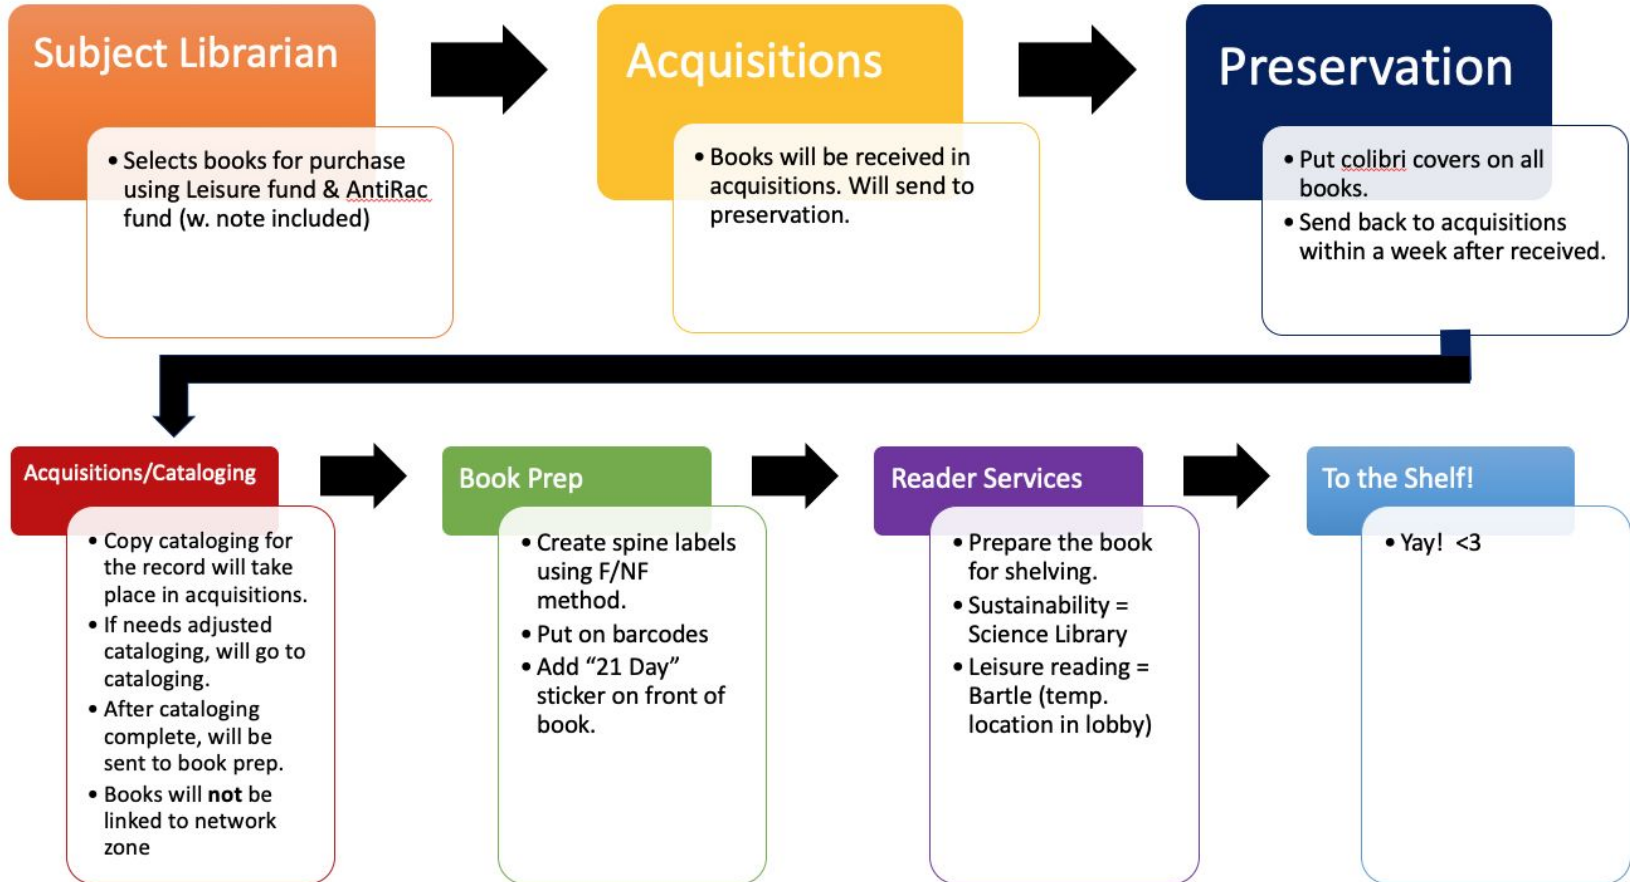 Subject Librarian
• Selects books for purchase
using Leisure fund & AntiRac
fund (w. note included)
Acquisitions
• Books will be received in
acquisitions. Will send to
preservation.
Preservation
• Put colibri covers on all
books.
• Send back to acquisitions
within a week after received.
Acquisitions/Cataloging
• Copy cataloging for
the record will take
place in acquisitions.
• If needs adjusted
cataloging, will go to
cataloging.
• After cataloging
complete, will be
sent to book prep.
• Books will not be
linked to network
zone
Book Prep
• Create spine labels
using F/NF
method.
• Put on barcodes
• Add “21 Day”
sticker on front of
book.
Reader Services
• Prepare the book
for shelving.
• Sustainability =
Science Library
• Leisure reading =
Bartle (temp.
location in lobby)
To the Shelf!
• Yay! <3